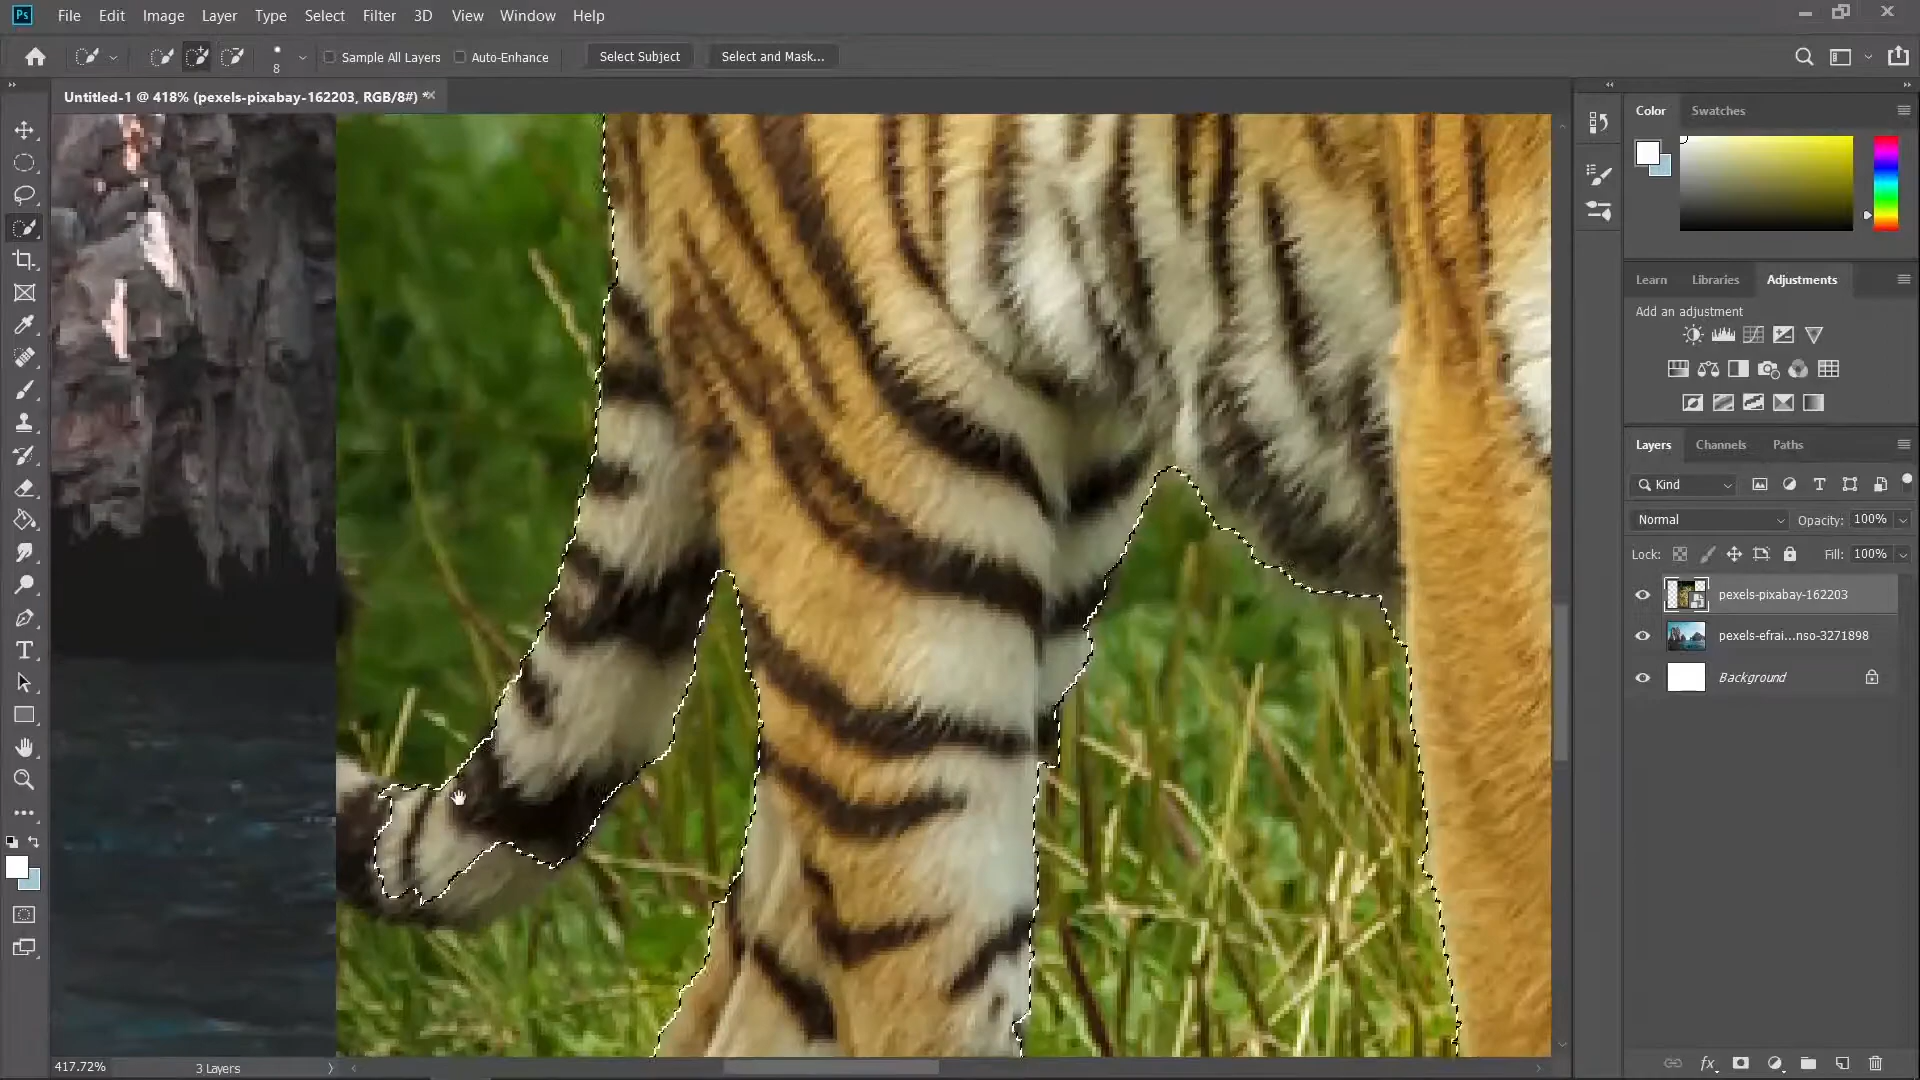 Ps File Edit Image Layer Type Select Filter 3D View Window Help
8 Sample All Layers Auto-Enhance Select Subject Select and Mask...
Untitled-1 @ 418% (pexels-pixabay-162203, RGB/8#) *
Color Swatches
Learn Libraries Adjustments
Add an adjustment
Layers Channels Paths
Kind
Normal Opacity: 100%
Lock: Fill: 100%
pexels-pixabay-162203
pexels-efrai...nso-3271898
Background
417.72% 3 Layers